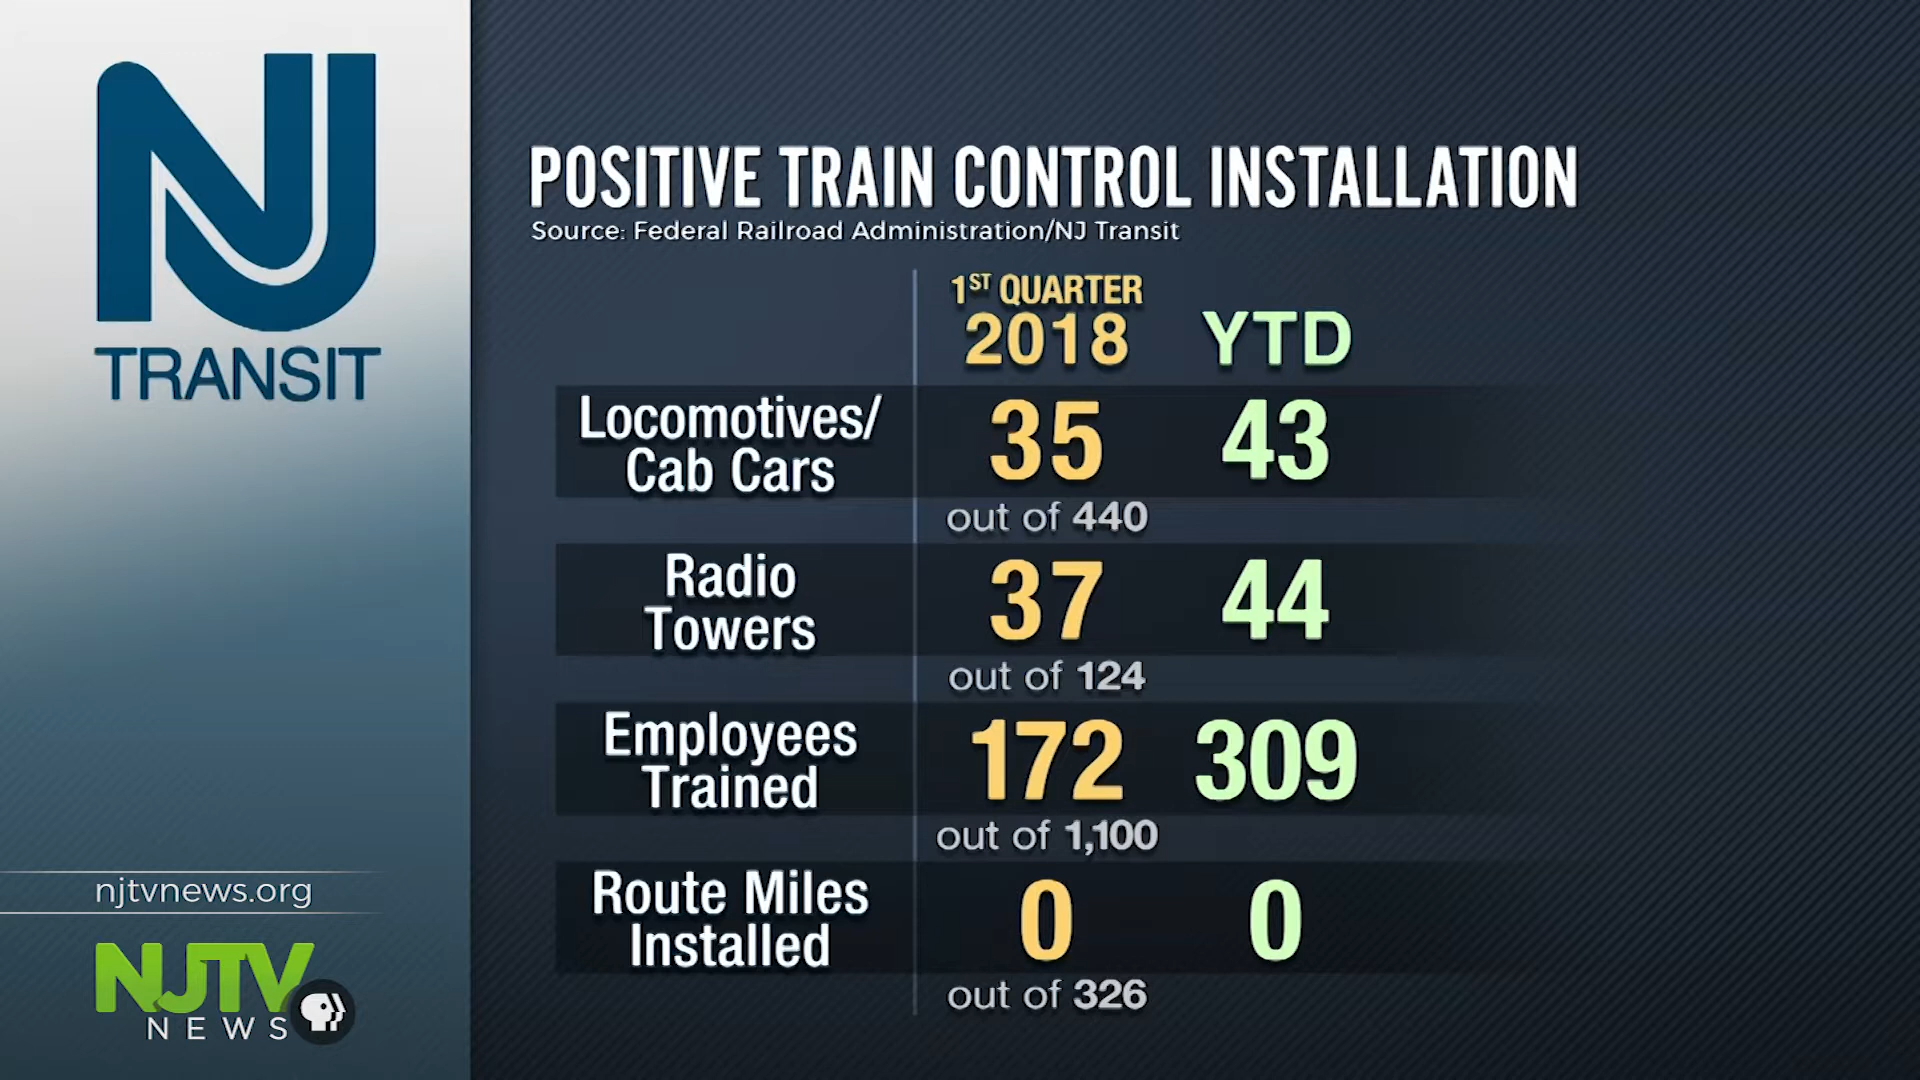 NJ
TRANSIT
POSITIVE TRAIN CONTROL INSTALLATION
Source: Federal Railroad Administration/NJ Transit
1ST QUARTER
2018 YTD
Locomotives/
Cab Cars
35 43
out of 440
Radio
Towers
37 44
out of 124
Employees
Trained
172 309
out of 1,100
Route Miles
Installed
0 0
out of 326
njtvnews.org
NJTV
NEWS